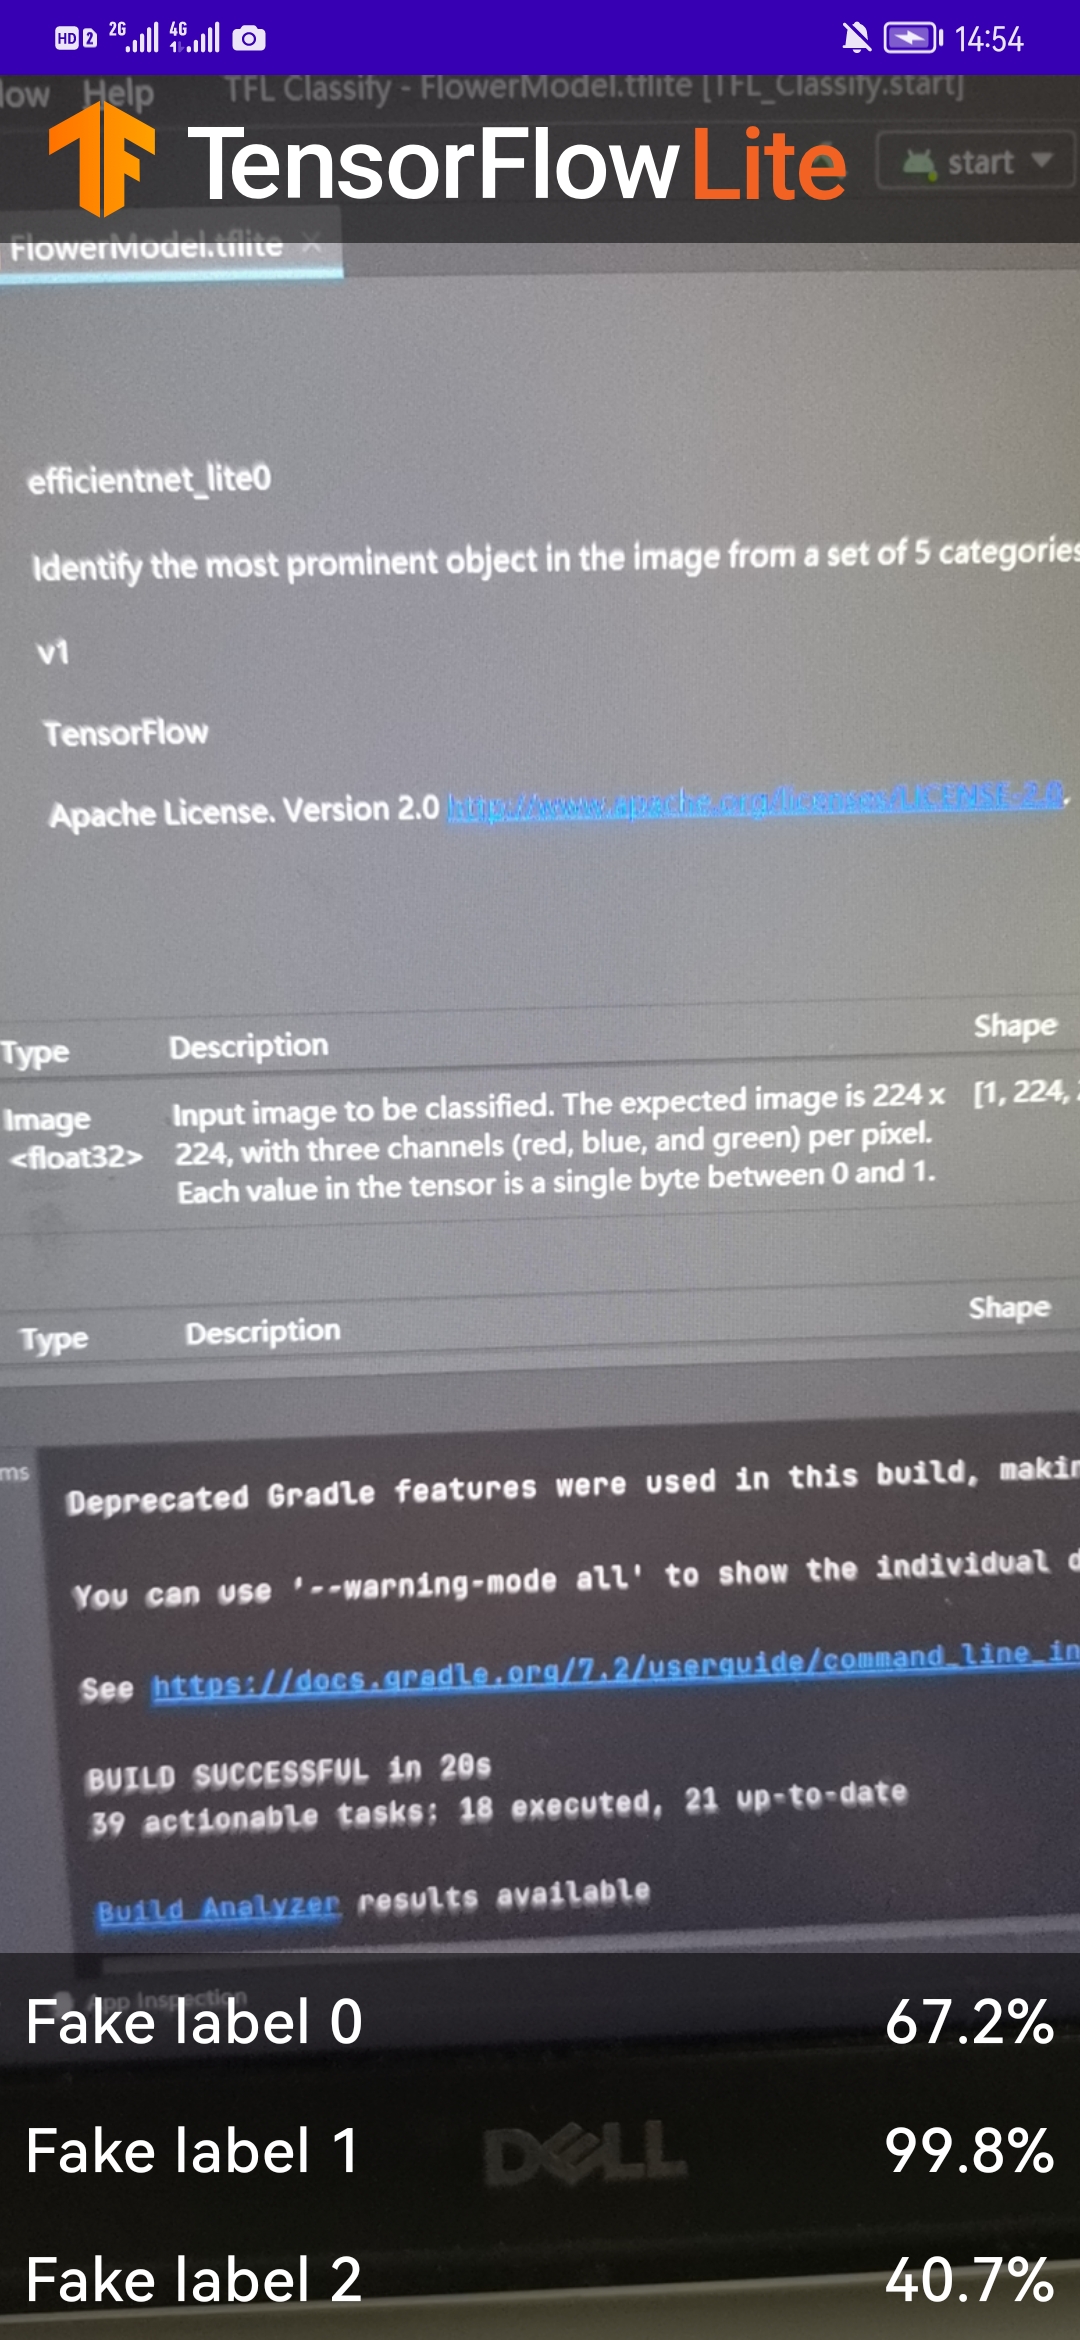 HD 2 2G 4G 14:54
low Help TFL Classify - FlowerModel.tflite [TFL_Classify.start]
TensorFlow Lite
start
FlowerModel.tflite
efficientnet_lite0
Identify the most prominent object in the image from a set of 5 categories
v1
TensorFlow
Apache License. Version 2.0 http://www.apache.org/licenses/LICENSE-2.0.
Type Description Shape
Image Input image to be classified. The expected image is 224 x [1, 224,
<float32> 224, with three channels (red, blue, and green) per pixel.
Each value in the tensor is a single byte between 0 and 1.
Type Description Shape
ms
Deprecated Gradle features were used in this build, makin
You can use '--warning-mode all' to show the individual d
See https://docs.gradle.org/7.2/userguide/command_line_in
BUILD SUCCESSFUL in 20s
39 actionable tasks: 18 executed, 21 up-to-date
Build Analyzer results available
App Inspection
Fake label 0 67.2%
DELL
Fake label 1 99.8%
Fake label 2 40.7%